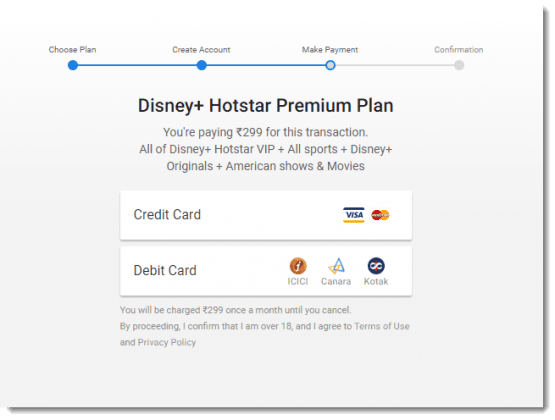 Choose Plan Create Account Make Payment Confirmation
Disney+ Hotstar Premium Plan
You're paying ₹299 for this transaction.
All of Disney+ Hotstar VIP + All sports + Disney+
Originals + American shows & Movies
Credit Card VISA MasterCard
Debit Card
ICICI Canara Kotak
You will be charged ₹299 once a month until you cancel.
By proceeding, I confirm that I am over 18, and I agree to Terms of Use
and Privacy Policy